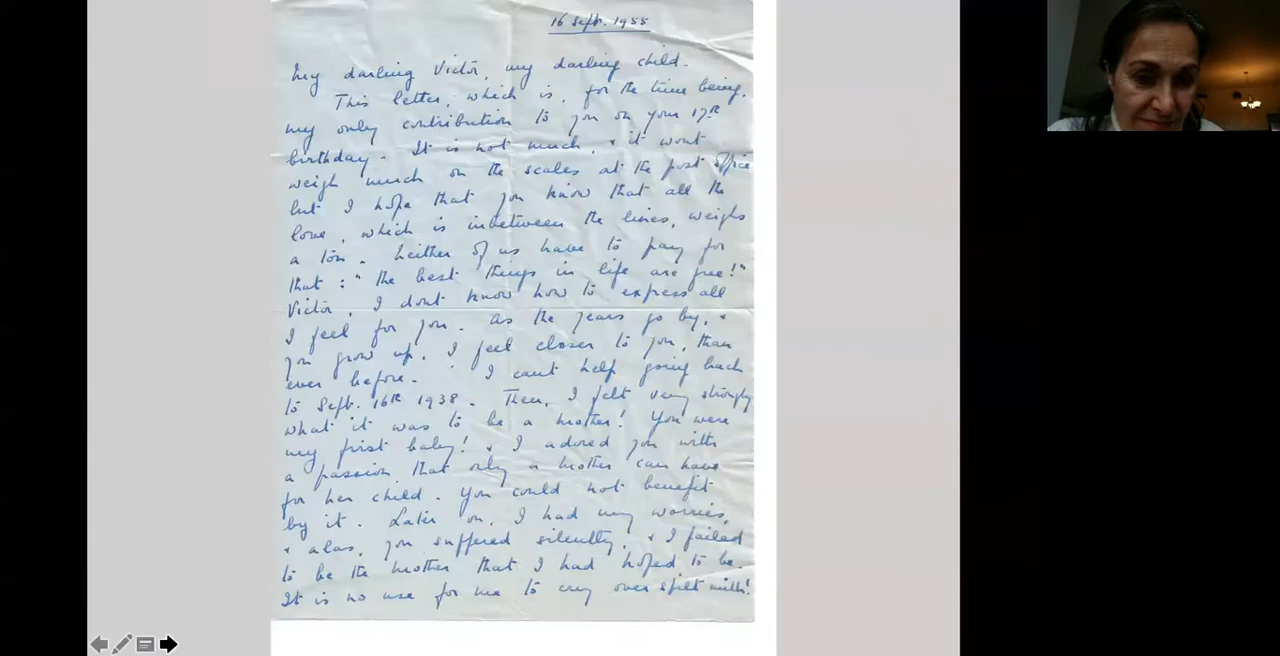 16 Sept. 1955
My darling Victor, my darling child.
This letter, which is, for the time being,
my only contribution to you on your 17th
birthday. It is not much, & it wont
weigh much on the scales at the post office
but I hope that you know that all the
love, which is inbetween the lines, weighs
a ton. Neither of us have to pay for
that: "the best things in life are free!"
Victor, I dont know how to express all
I feel for you. As the years go by, &
you grow up, I feel closer to you, than
ever before. I can't help going back
to Sept. 16th 1938. Then, I felt very strongly
what it was to be a mother! You were
my first baby! & I adored you with
a passion that only a mother can have
for her child. You could not benefit
by it. Later on, I had my worries,
& alas, you suffered silently, & I failed
to be the mother that I had hoped to be.
It is no use for me to cry over spilt milk!